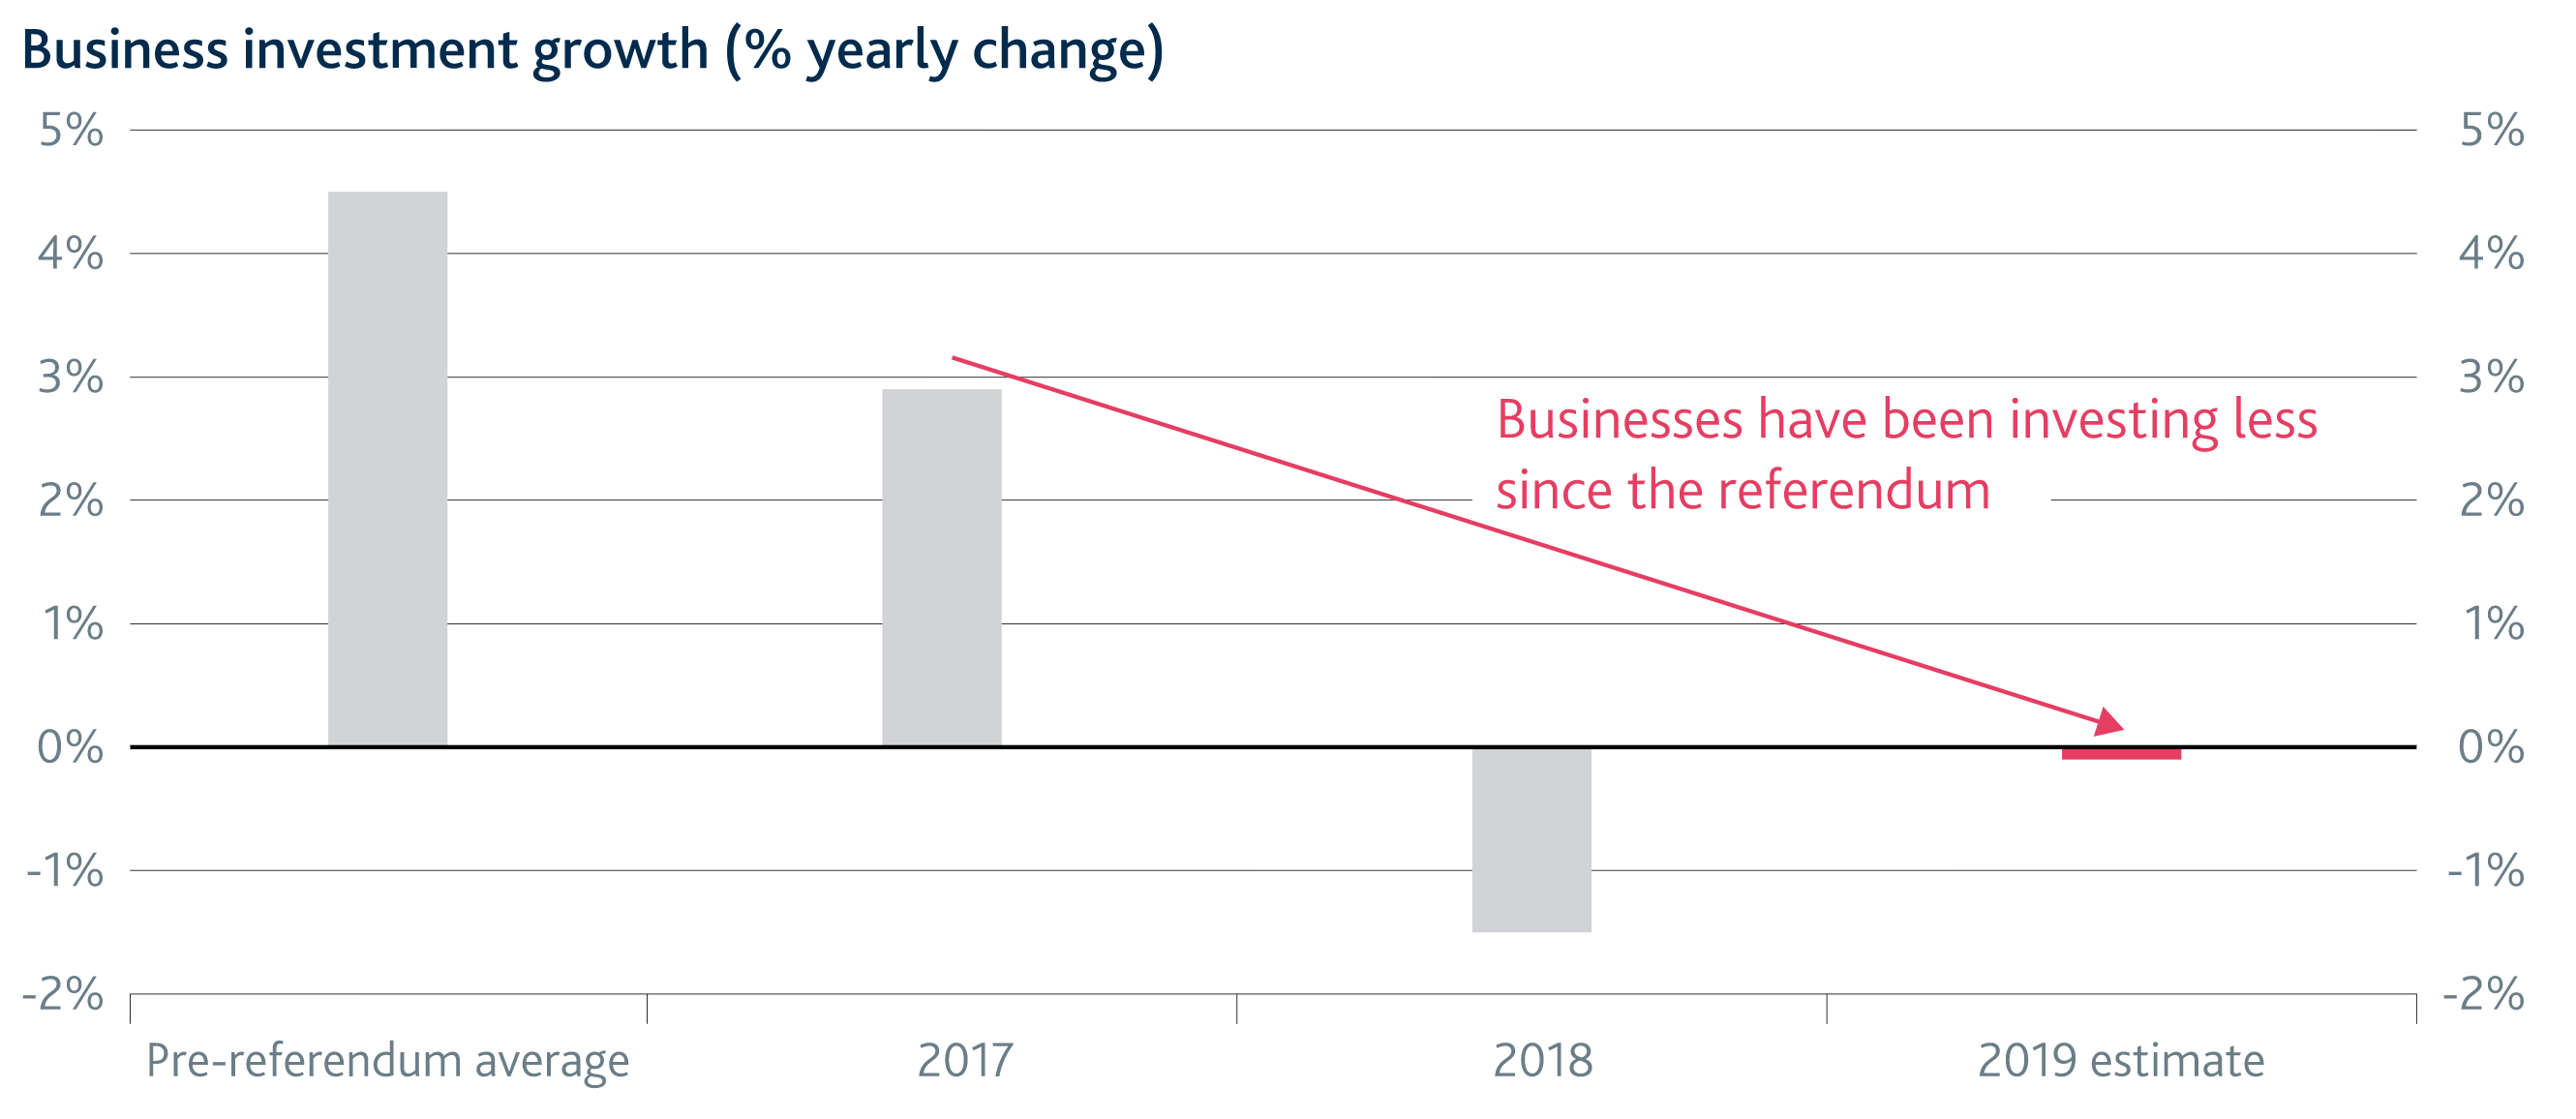 Business investment growth (% yearly change)
5% 5%
4% 4%
3% 3%
Businesses have been investing less
since the referendum
2% 2%
1% 1%
0% 0%
-1% -1%
-2% -2%
Pre-referendum average 2017 2018 2019 estimate